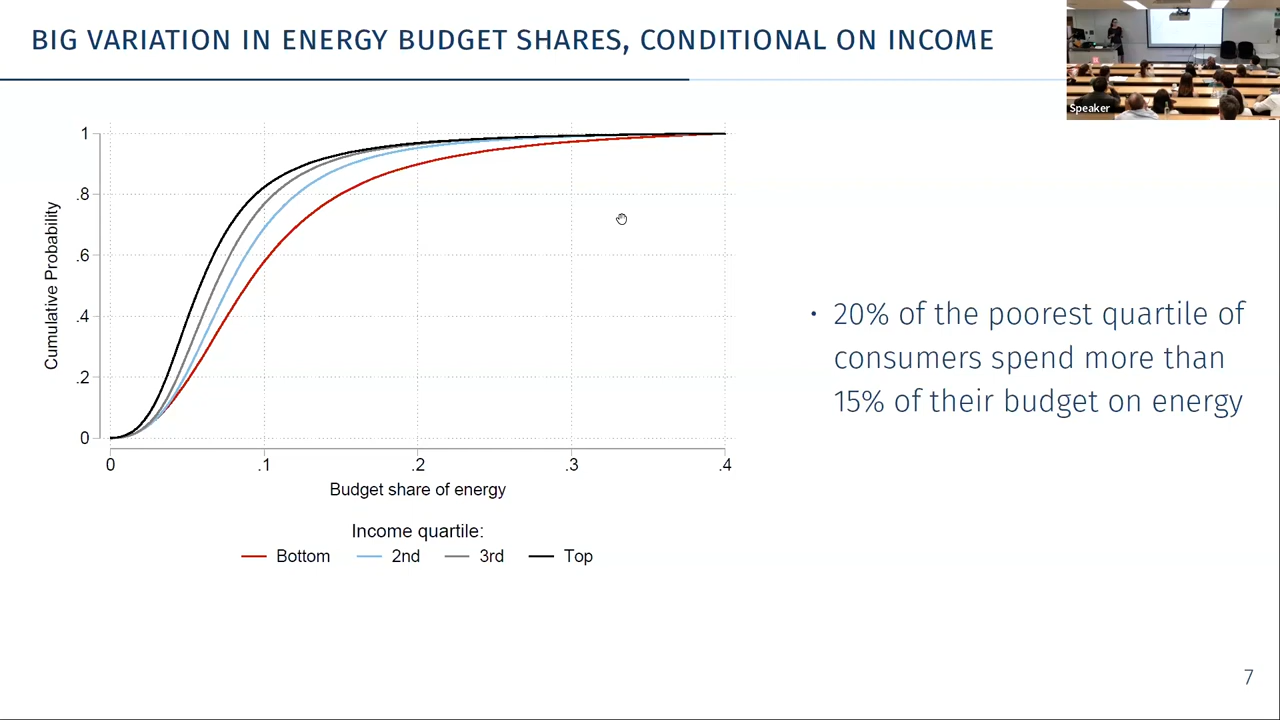 BIG VARIATION IN ENERGY BUDGET SHARES, CONDITIONAL ON INCOME
Speaker
1
.8
.6
.4
.2
0
Cumulative Probability
0 .1 .2 .3 .4
Budget share of energy
Income quartile:
Bottom 2nd 3rd Top
• 20% of the poorest quartile of
consumers spend more than
15% of their budget on energy
7